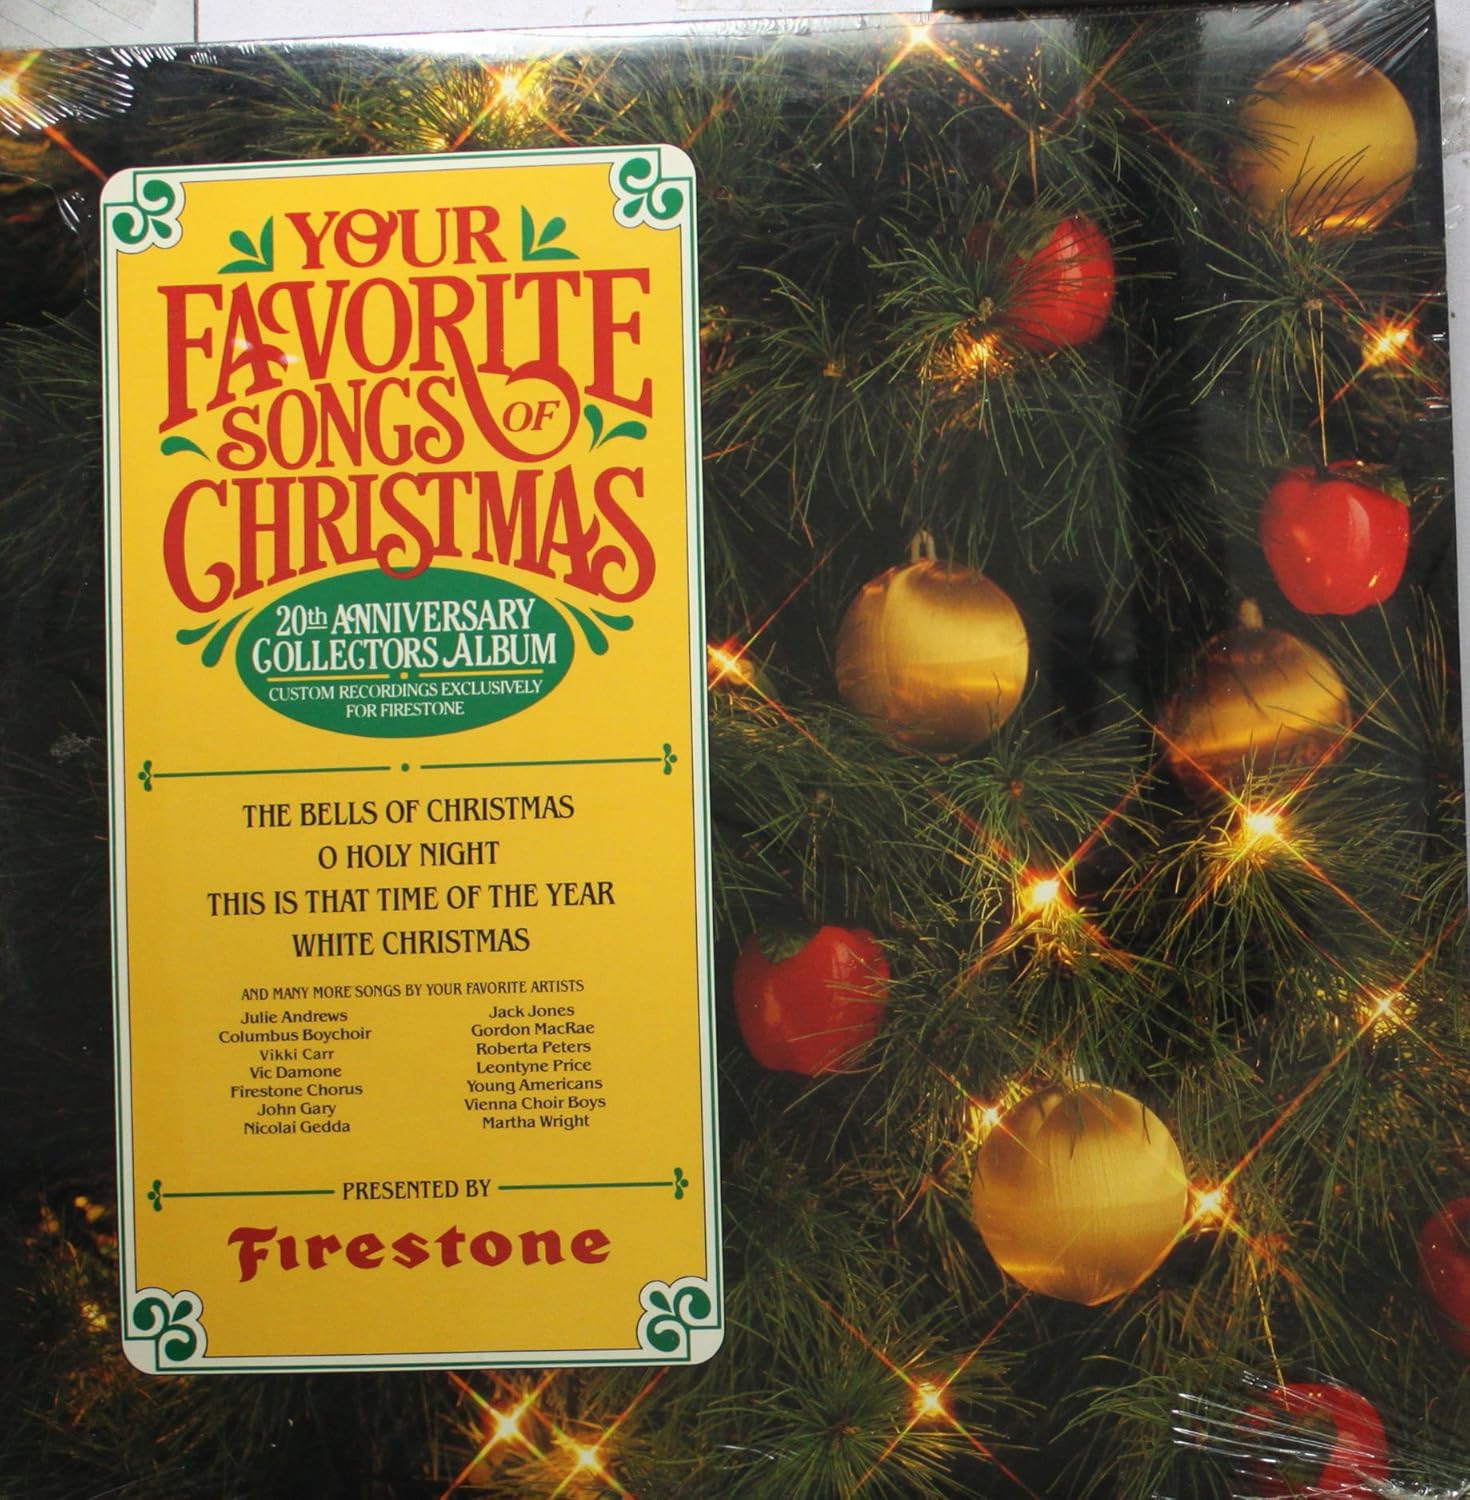 YOUR
FAVORITE
SONGS OF
CHRISTMAS
20th ANNIVERSARY
COLLECTORS ALBUM
CUSTOM RECORDINGS EXCLUSIVELY
FOR FIRESTONE
THE BELLS OF CHRISTMAS
O HOLY NIGHT
THIS IS THAT TIME OF THE YEAR
WHITE CHRISTMAS
AND MANY MORE SONGS BY YOUR FAVORITE ARTISTS
Julie Andrews
Columbus Boychoir
Vikki Carr
Vic Damone
Firestone Chorus
John Gary
Nicolai Gedda
Jack Jones
Gordon MacRae
Roberta Peters
Leontyne Price
Young Americans
Vienna Choir Boys
Martha Wright
PRESENTED BY
Firestone